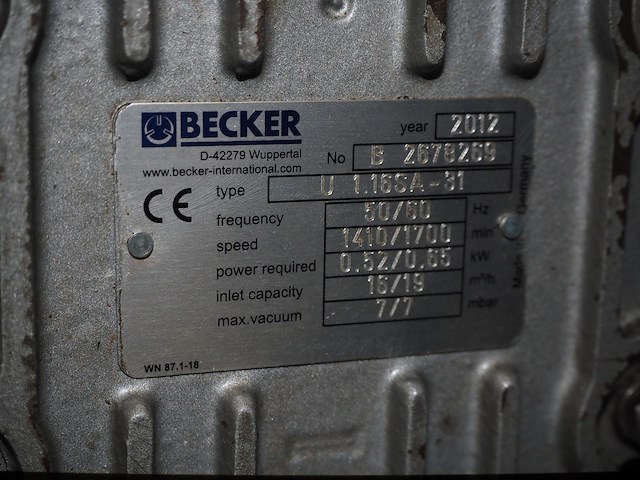 BECKER
year 2012
D-42279 Wuppertal
No B 2679269
www.becker-international.com
type U 1.16SA-31
CE
frequency 50/60 Hz
speed 1410/1700 min
power required 0.52/0.65 kW
inlet capacity 16/19 m³/h
max.vacuum 7/7 mbar
WN 87.1-18
Made Germany